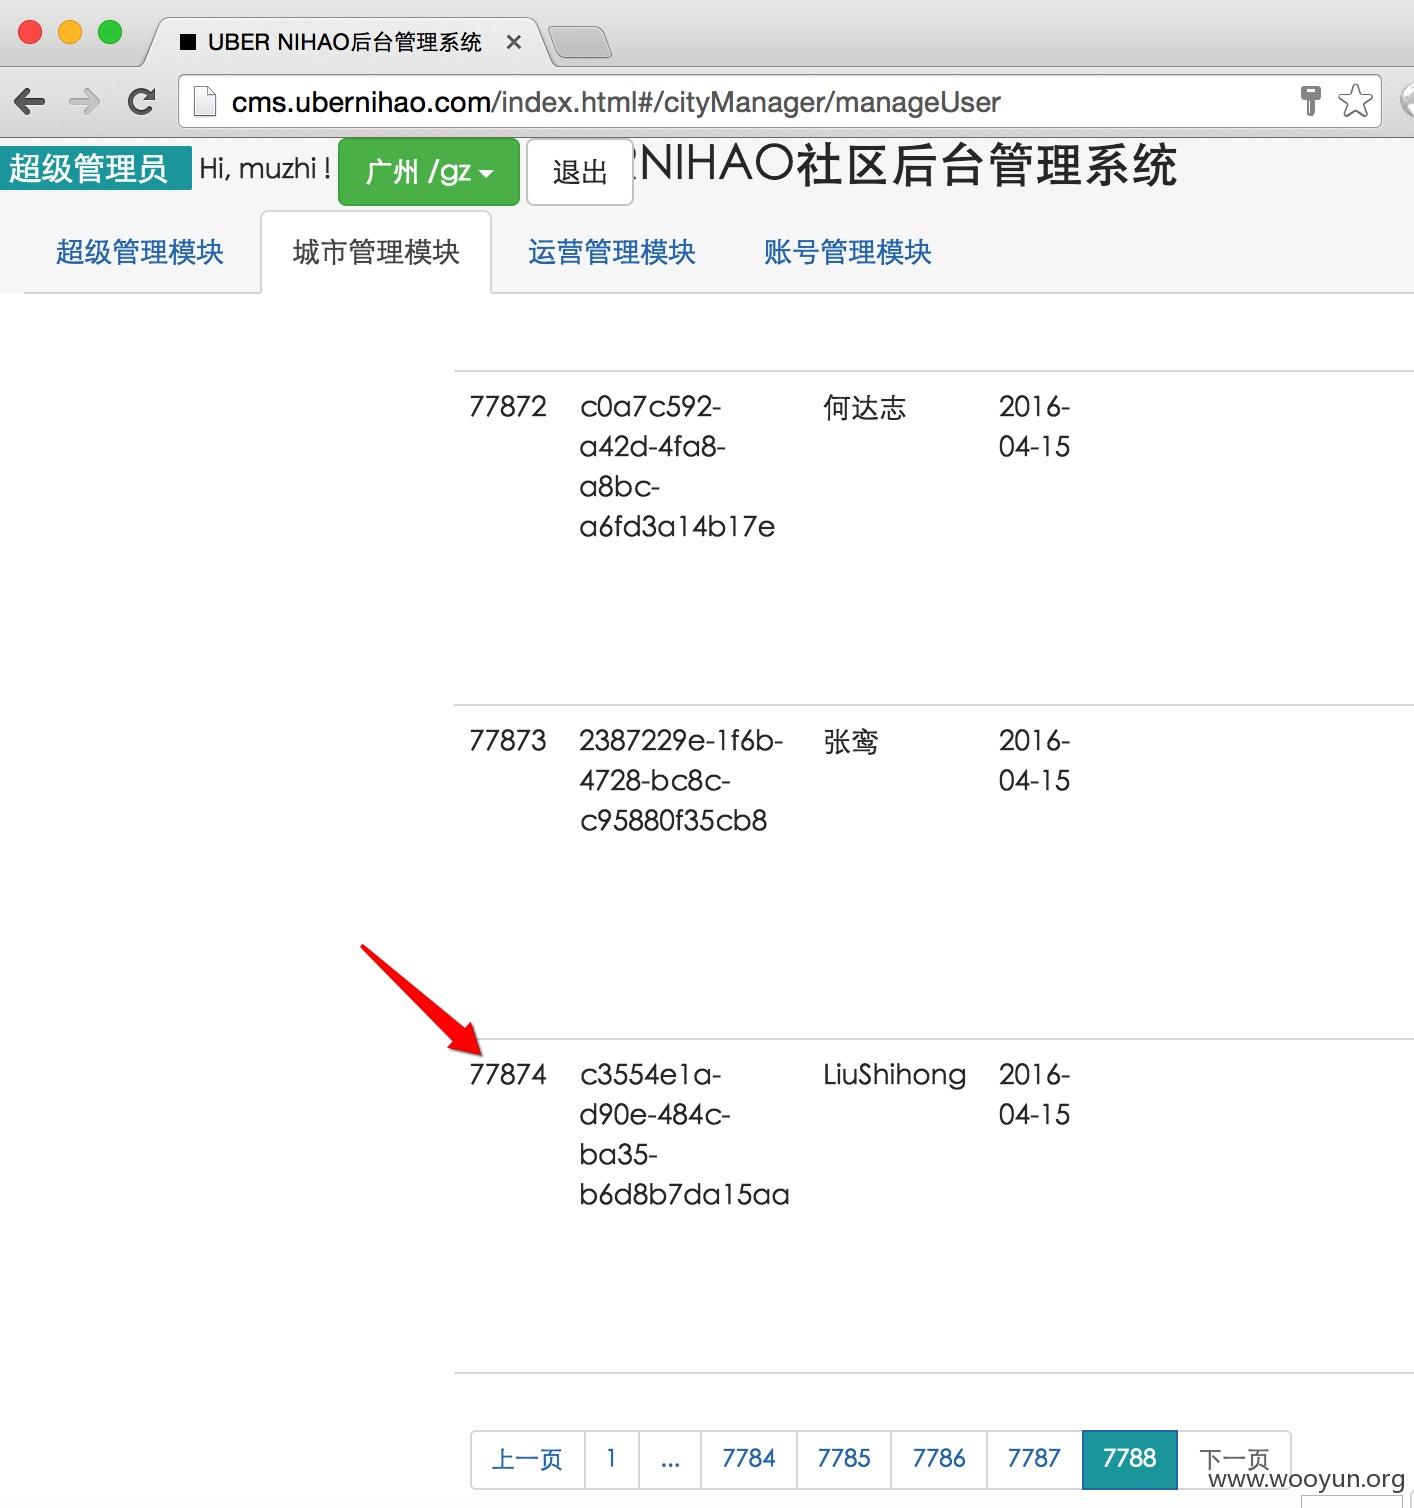 UBER NIHAO后台管理系统
cms.ubernihao.com/index.html#/cityManager/manageUser
超级管理员 Hi, muzhi ! 广州 /gz 退出 RNIHAO社区后台管理系统
超级管理模块 城市管理模块 运营管理模块 账号管理模块
77872 c0a7c592- 何达志 2016-
a42d-4fa8- 04-15
a8bc-
a6fd3a14b17e
77873 2387229e-1f6b- 张鸾 2016-
4728-bc8c- 04-15
c95880f35cb8
77874 c3554e1a- LiuShihong 2016-
d90e-484c- 04-15
ba35-
b6d8b7da15aa
上一页 1 ... 7784 7785 7786 7787 7788 下一页
www.wooyun.org